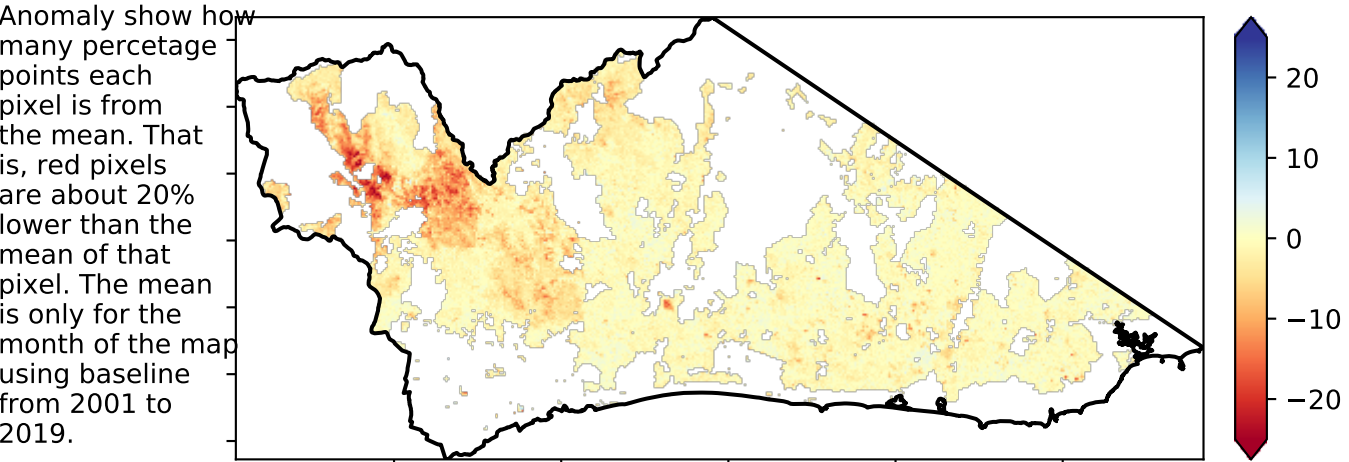 Anomaly show how
many percetage
points each
pixel is from
the mean. That
is, red pixels
are about 20%
lower than the
mean of that
pixel. The mean
is only for the
month of the map
using baseline
from 2001 to
2019.
20
10
0
−10
−20